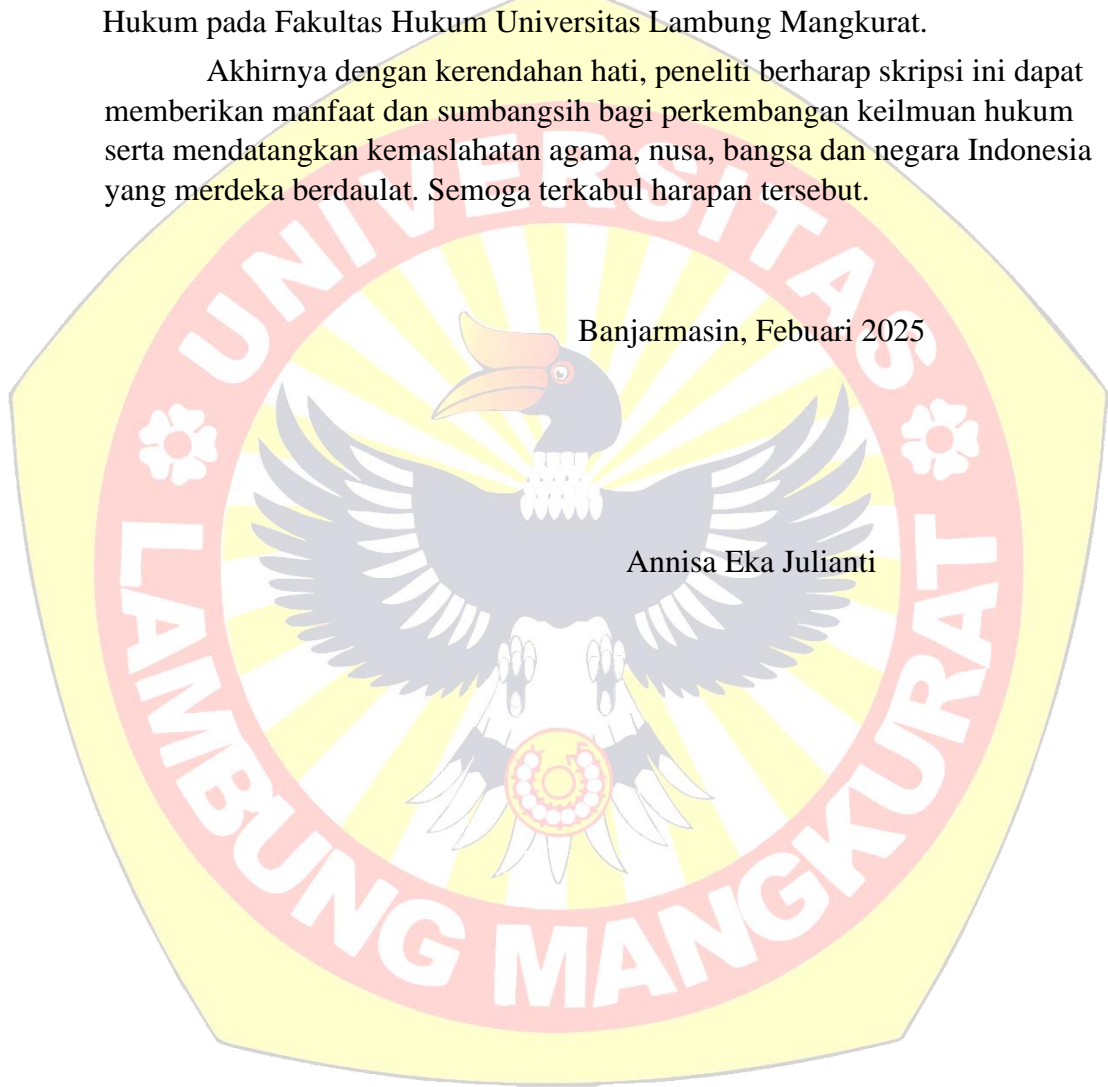 Hukum pada Fakultas Hukum Universitas Lambung Mangkurat.
Akhirnya dengan kerendahan hati, peneliti berharap skripsi ini dapat
memberikan manfaat dan sumbangsih bagi perkembangan keilmuan hukum
serta mendatangkan kemaslahatan agama, nusa, bangsa dan negara Indonesia
yang merdeka berdaulat. Semoga terkabul harapan tersebut.
Banjarmasin, Febuari 2025
Annisa Eka Julianti
UNIVERSITAS
LAMBUNG MANGKURAT